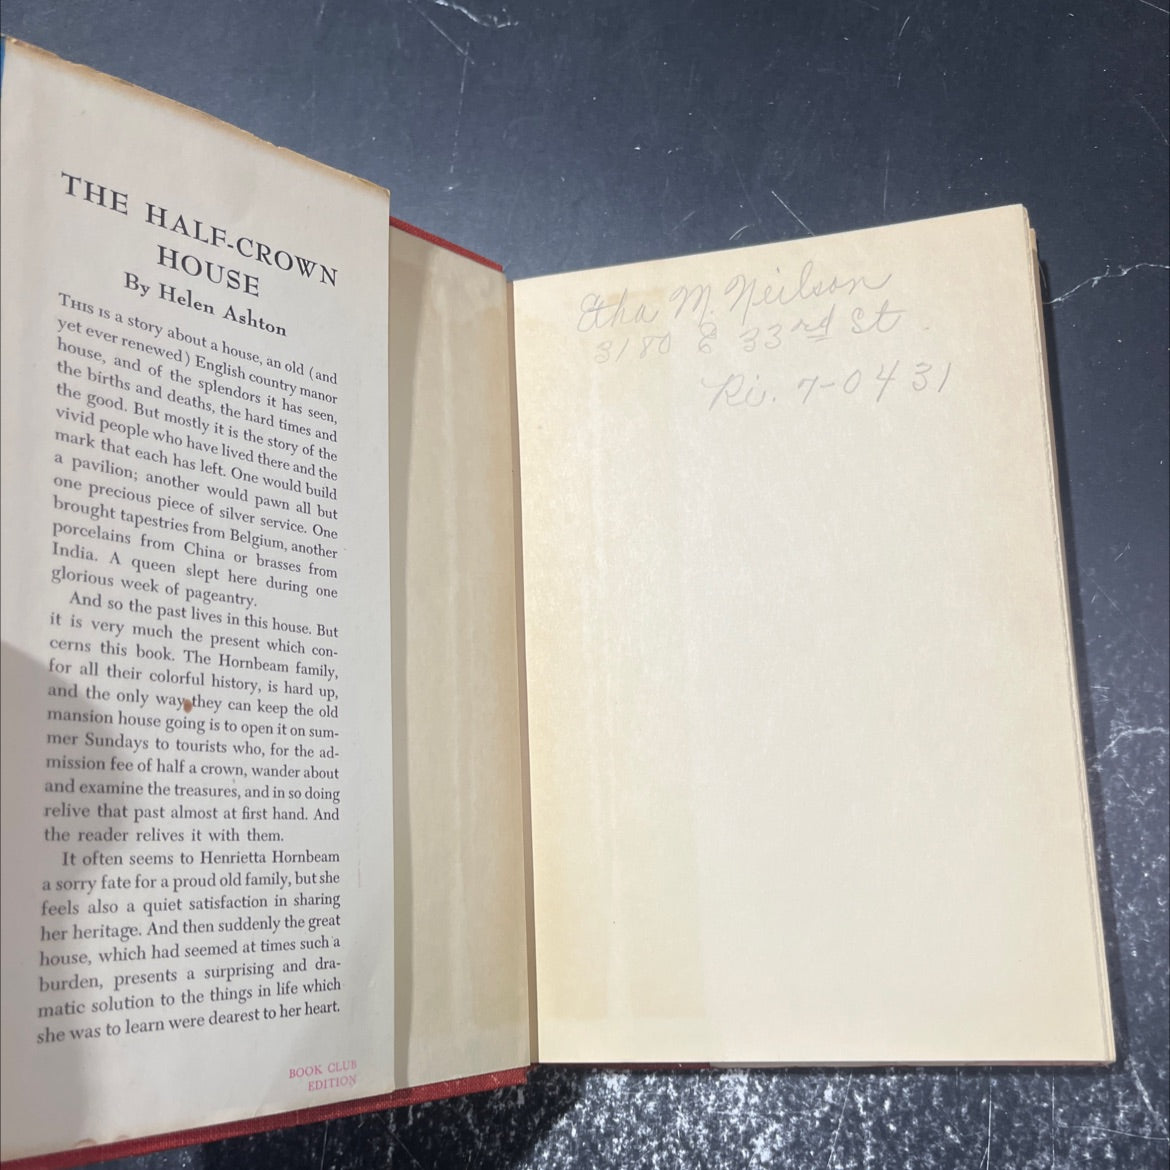 THE HALF-CROWN
HOUSE
By Helen Ashton
THIS IS a story about a house, an old (and
yet ever renewed) English country manor
house, and of the splendors it has seen,
the births and deaths, the hard times and
the good. But mostly it is the story of the
vivid people who have lived there and the
mark that each has left. One would build
a pavilion; another would pawn all but
one precious piece of silver service. One
brought tapestries from Belgium, another
porcelains from China or brasses from
India. A queen slept here during one
glorious week of pageantry.
And so the past lives in this house. But
it is very much the present which con-
cerns this book. The Hornbeam family,
for all their colorful history, is hard up,
and the only way they can keep the old
mansion house going is to open it on sum-
mer Sundays to tourists who, for the ad-
mission fee of half a crown, wander about
and examine the treasures, and in so doing
relive that past almost at first hand. And
the reader relives it with them.
It often seems to Henrietta Hornbeam
a sorry fate for a proud old family, but she
feels also a quiet satisfaction in sharing
her heritage. And then suddenly the great
house, which had seemed at times such a
burden, presents a surprising and dra-
matic solution to the things in life which
she was to learn were dearest to her heart.
BOOK CLUB
EDITION
M. Neilson
3180 E 33rd St.
Ri. 7-0431